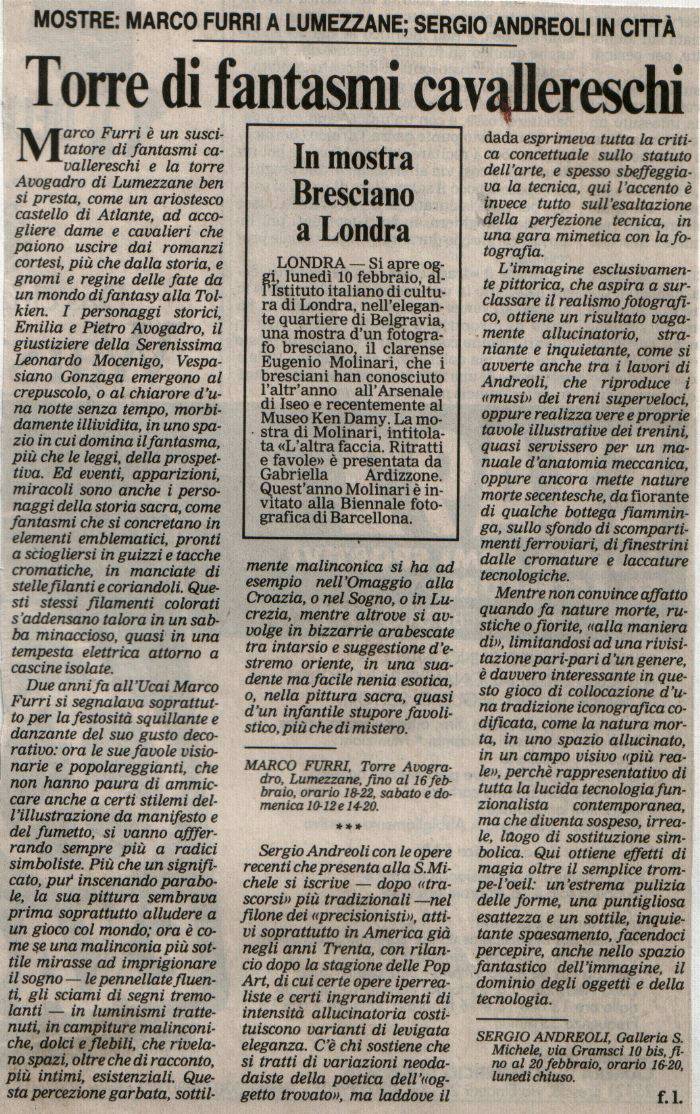 MOSTRE: MARCO FURRI A LUMEZZANE; SERGIO ANDREOLI IN CITTÀ
Torre di fantasmi cavallereschi
Marco Furri è un susci-
tatore di fantasmi ca-
vallereschi e la torre
Avogadro di Lumezzane ben
si presta, come un ariostesco
castello di Atlante, ad ac-
cogliere dame e cavalieri che
paiono uscire dai romanzi
cortesi, più che dalla storia, e
gnomi e regine delle fate da
un mondo di fantasy alla Tol-
kien. I personaggi storici,
Emilia e Pietro Avogadro, il
giustiziere della Serenissima
Leonardo Mocenigo, Vespa-
siano Gonzaga emergono al
crepuscolo, o al chiarore d'u-
na notte senza tempo, morbi-
damente illividita, in uno spa-
zio in cui domina il fantasma,
più che le leggi, della prospet-
tiva. Ed eventi, apparizioni,
miracoli sono anche i perso-
naggi della storia sacra, come
fantasmi che si concretano in
elementi emblematici, pronti
a sciogliersi in guizzi e tacche
cromatiche, in manciate di
stelle filanti e coriandoli. Que-
sti stessi filamenti colorati
s'addensano talora in un sab-
ba minaccioso, quasi in una
tempesta elettrica attorno a
cascine isolate.
Due anni fa all'Ucai Marco
Furri si segnalava soprattut-
to per la festosità squillante e
danzante del suo gusto deco-
rativo: ora le sue favole visio-
narie e popolareggianti, che
non hanno paura di ammic-
care anche a certi stilemi del-
l'illustrazione da manifesto e
del fumetto, si vanno affer-
rando sempre più a radici
simboliste. Più che un signifi-
cato, pur inscenando parabo-
le, la sua pittura sembrava
prima soprattutto alludere a
un gioco col mondo; ora è co-
me se una malinconia più sot-
tile mirasse ad imprigionare
il sogno — le pennellate fluen-
ti, gli sciami di segni tremo-
lanti — in luminismi tratte-
nuti, in campiture malinconi-
che, dolci e flebili, che rivela-
no spazi, oltre che di racconto,
più intimi, esistenziali. Que-
sta percezione garbata, sottil-
In mostra
Bresciano
a Londra
LONDRA — Si apre og-
gi, lunedì 10 febbraio, al-
l'Istituto italiano di cultu-
ra di Londra, nell'elegante
quartiere di Belgravia,
una mostra d'un fotogra-
fo bresciano, il clarense
Eugenio Molinari, che i
bresciani han conosciuto
l'altr'anno all'Arsenale
di Iseo e recentemente al
Museo Ken Damy. La mo-
stra di Molinari, intitola-
ta «L'altra faccia. Ritratti
e favole» è presentata da
Gabriella Ardizzone.
Quest'anno Molinari è in-
vitato alla Biennale foto-
grafica di Barcellona.
mente malinconica si ha ad
esempio nell'Omaggio alla
Croazia, o nel Sogno, o in Lu-
crezia, mentre altrove si av-
volge in bizzarrie arabescate
tra intarsio e suggestione d'e-
stremo oriente, in una sua-
dente ma facile nenia esotica,
o, nella pittura sacra, quasi
d'un infantile stupore favoli-
stico, più che di mistero.
MARCO FURRI, Torre Avogra-
dro, Lumezzane, fino al 16 feb-
braio, orario 18-22, sabato e do-
menica 10-12 e 14-20.
***
Sergio Andreoli con le opere
recenti che presenta alla S.Mi-
chele si iscrive — dopo «tra-
scorsi» più tradizionali —nel
filone dei «precisionisti», atti-
vi soprattutto in America già
negli anni Trenta, con rilan-
cio dopo la stagione delle Pop
Art, di cui certe opere iperrea-
liste e certi ingrandimenti di
intensità allucinatoria costi-
tuiscono varianti di levigata
eleganza. C'è chi sostiene che
si tratti di variazioni neoda-
daiste della poetica dell'«og-
getto trovato», ma laddove il
dada esprimeva tutta la criti-
ca concettuale sullo statuto
dell'arte, e spesso sbeffeggia-
va la tecnica, qui l'accento è
invece tutto sull'esaltazione
della perfezione tecnica, in
una gara mimetica con la fo-
tografia.
L'immagine esclusivamen-
te pittorica, che aspira a sur-
classare il realismo fotografi-
co, ottiene un risultato vaga-
mente allucinatorio, stra-
niante e inquietante, come si
avverte anche tra i lavori di
Andreoli, che riproduce i
«musi» dei treni superveloci,
oppure realizza vere e proprie
tavole illustrative dei trenini,
quasi servissero per un ma-
nuale d'anatomia meccanica,
oppure ancora mette nature
morte secentesche, da fiorante
di qualche bottega fiammin-
ga, sullo sfondo di scomparti-
menti ferroviari, di finestrini
dalle cromature e laccature
tecnologiche.
Mentre non convince affatto
quando fa nature morte, ru-
stiche o fiorite, «alla maniera
di», limitandosi ad una rivisi-
tazione pari-pari d'un genere,
è davvero interessante in que-
sto gioco di collocazione d'u-
na tradizione iconografica co-
dificata, come la natura mor-
ta, in uno spazio allucinato,
in un campo visivo «più rea-
le», perchè rappresentativo di
tutta la lucida tecnologia fun-
zionalista contemporanea,
ma che diventa sospeso, irrea-
le, luogo di sostituzione sim-
bolica. Qui ottiene effetti di
magia oltre il semplice trom-
pe-l'oeil: un'estrema pulizia
delle forme, una puntigliosa
esattezza e un sottile, inquie-
tante spaesamento, facendoci
percepire, anche nello spazio
fantastico dell'immagine, il
dominio degli oggetti e della
tecnologia.
SERGIO ANDREOLI, Galleria S.
Michele, via Gramsci 10 bis, fi-
no al 20 febbraio, orario 16-20,
lunedì chiuso.
f. l.